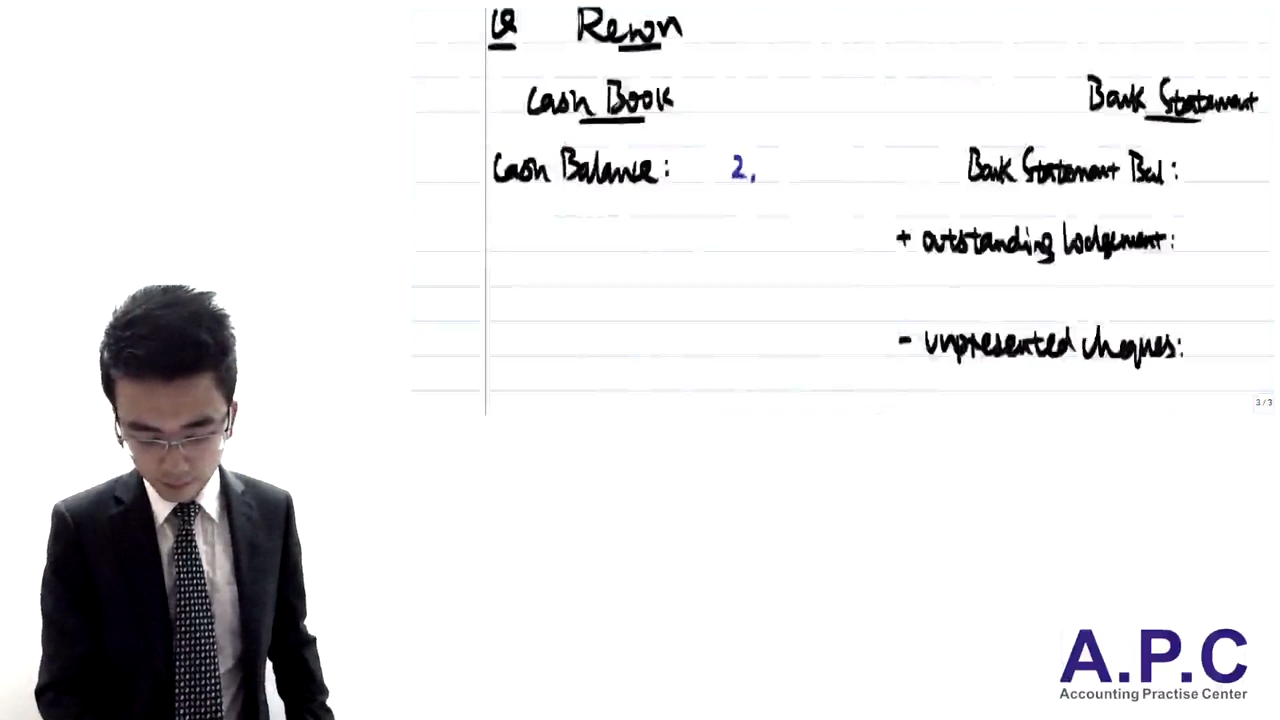 Q Recon
Cash Book Bank Statement
Cash Balance: 2, Bank Statement Bal:
+ outstanding lodgement:
- unpresented cheques:
3 / 3
A.P.C
Accounting Practise Center